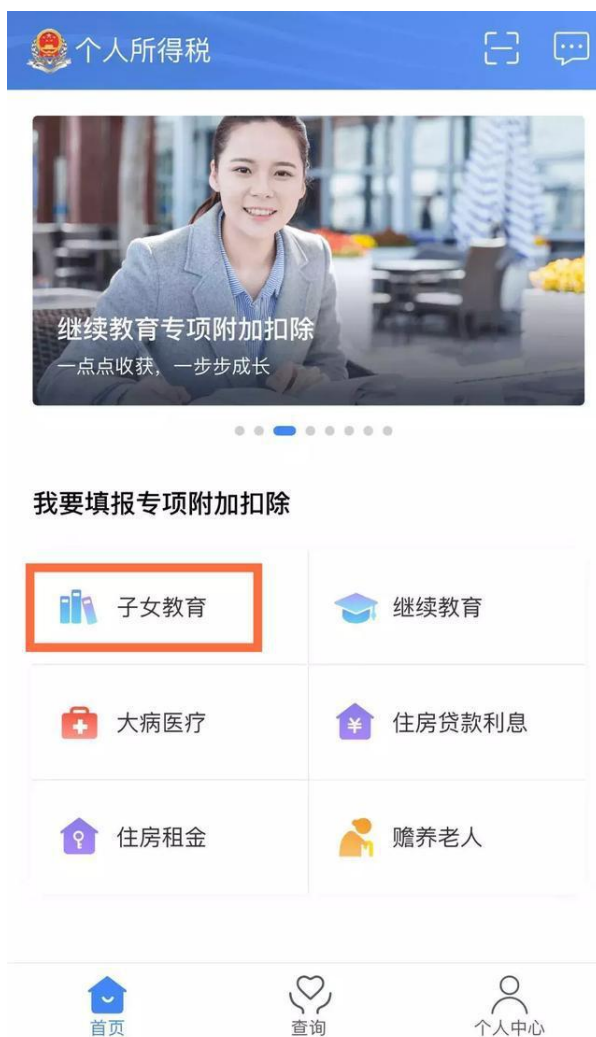 个人所得税
继续教育专项附加扣除
一点点收获，一步步成长
我要填报专项附加扣除
子女教育
继续教育
大病医疗
¥
住房贷款利息
住房租金
赡养老人
首页
查询
个人中心